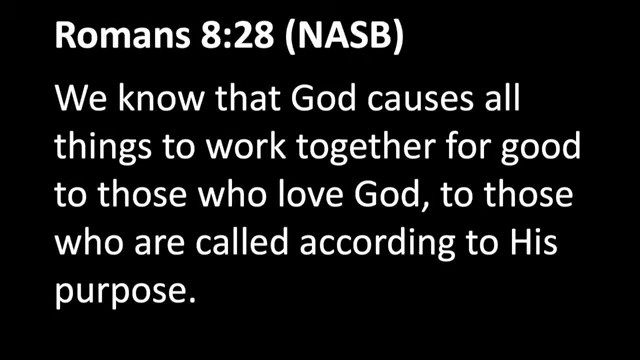 Romans 8:28 (NASB)
We know that God causes all
things to work together for good
to those who love God, to those
who are called according to His
purpose.